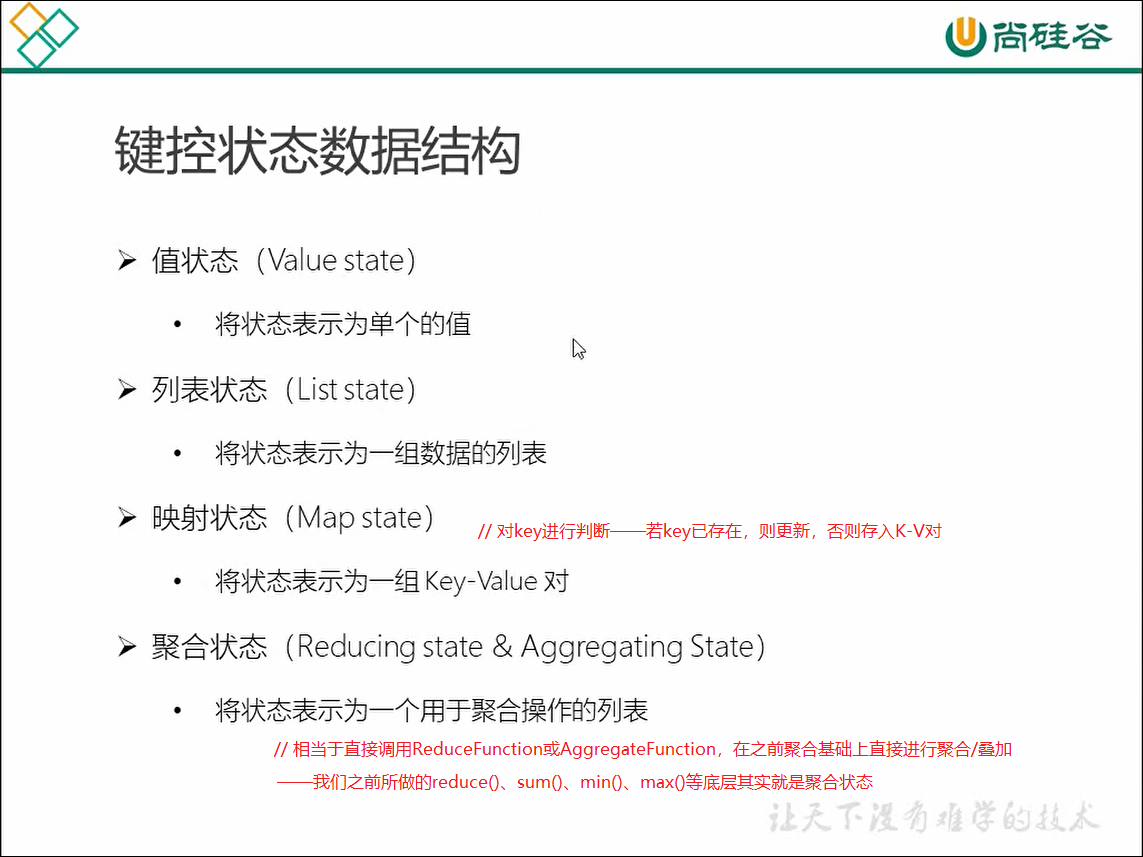 尚硅谷
键控状态数据结构
➢ 值状态（Value state）
• 将状态表示为单个的值
➢ 列表状态（List state）
• 将状态表示为一组数据的列表
➢ 映射状态（Map state）
// 对key进行判断——若key已存在，则更新，否则存入K-V对
• 将状态表示为一组 Key-Value 对
➢ 聚合状态（Reducing state & Aggregating State）
• 将状态表示为一个用于聚合操作的列表
// 相当于直接调用ReduceFunction或AggregateFunction，在之前聚合基础上直接进行聚合/叠加
——我们之前所做的reduce()、sum()、min()、max()等底层其实就是聚合状态
让天下没有难学的技术